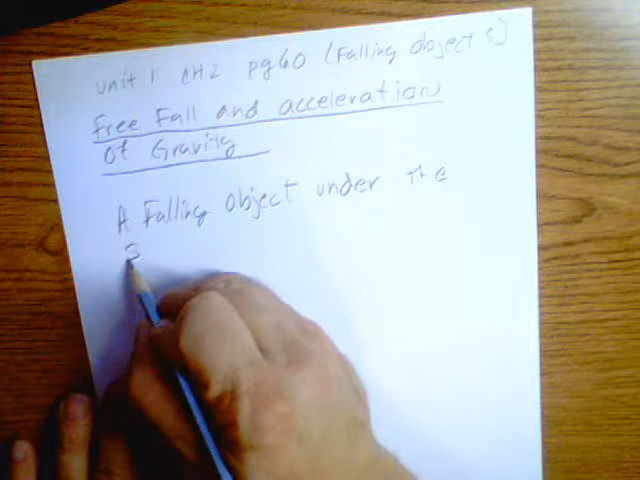 unit 1 CH2 pg60 (Falling Objects)
Free Fall and acceleration
Of Gravity
A Falling Object under The
S